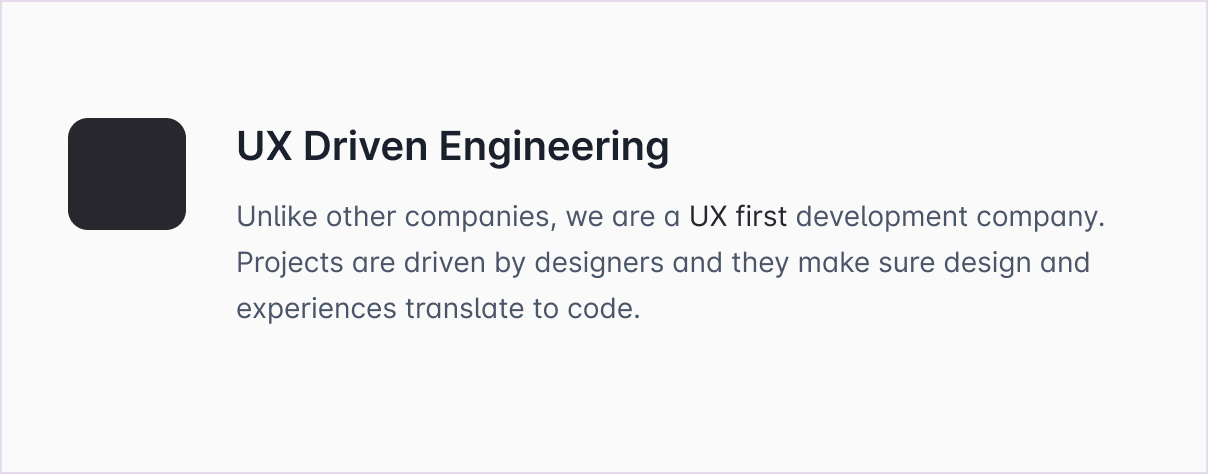 UX Driven Engineering
Unlike other companies, we are a UX first development company.
Projects are driven by designers and they make sure design and
experiences translate to code.